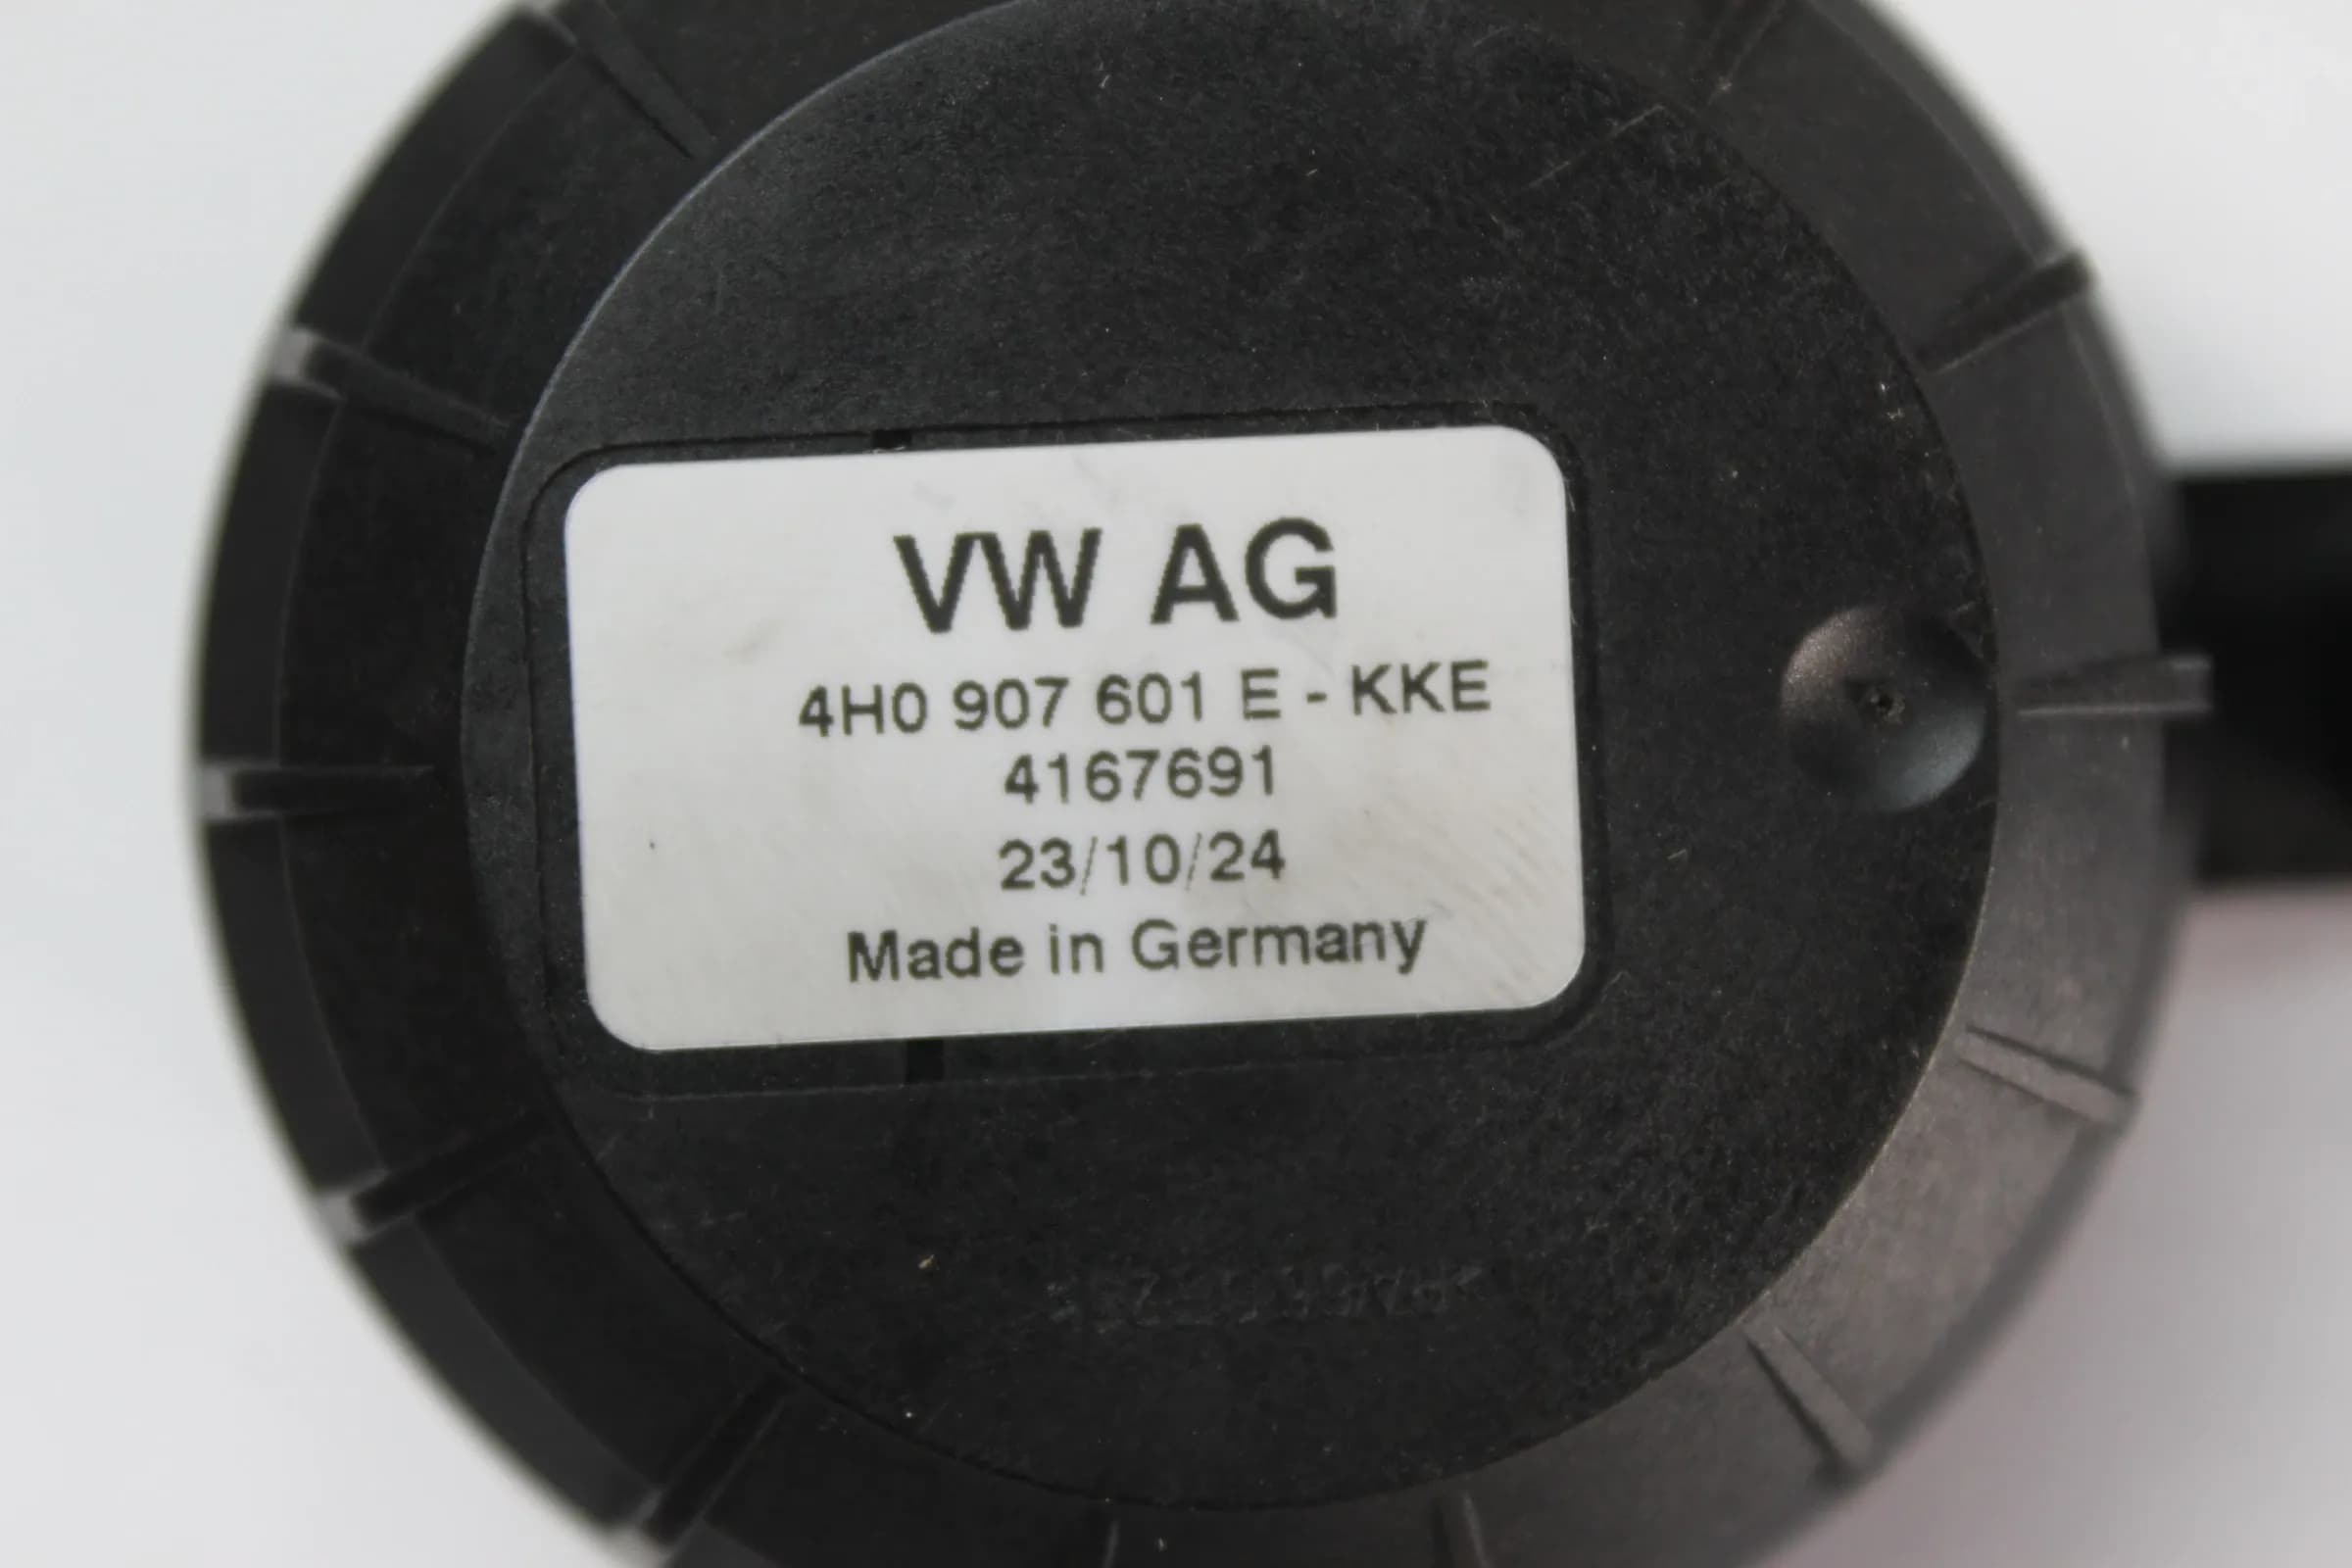 VW AG
4H0 907 601 E - KKE
4167691
23/10/24
Made in Germany